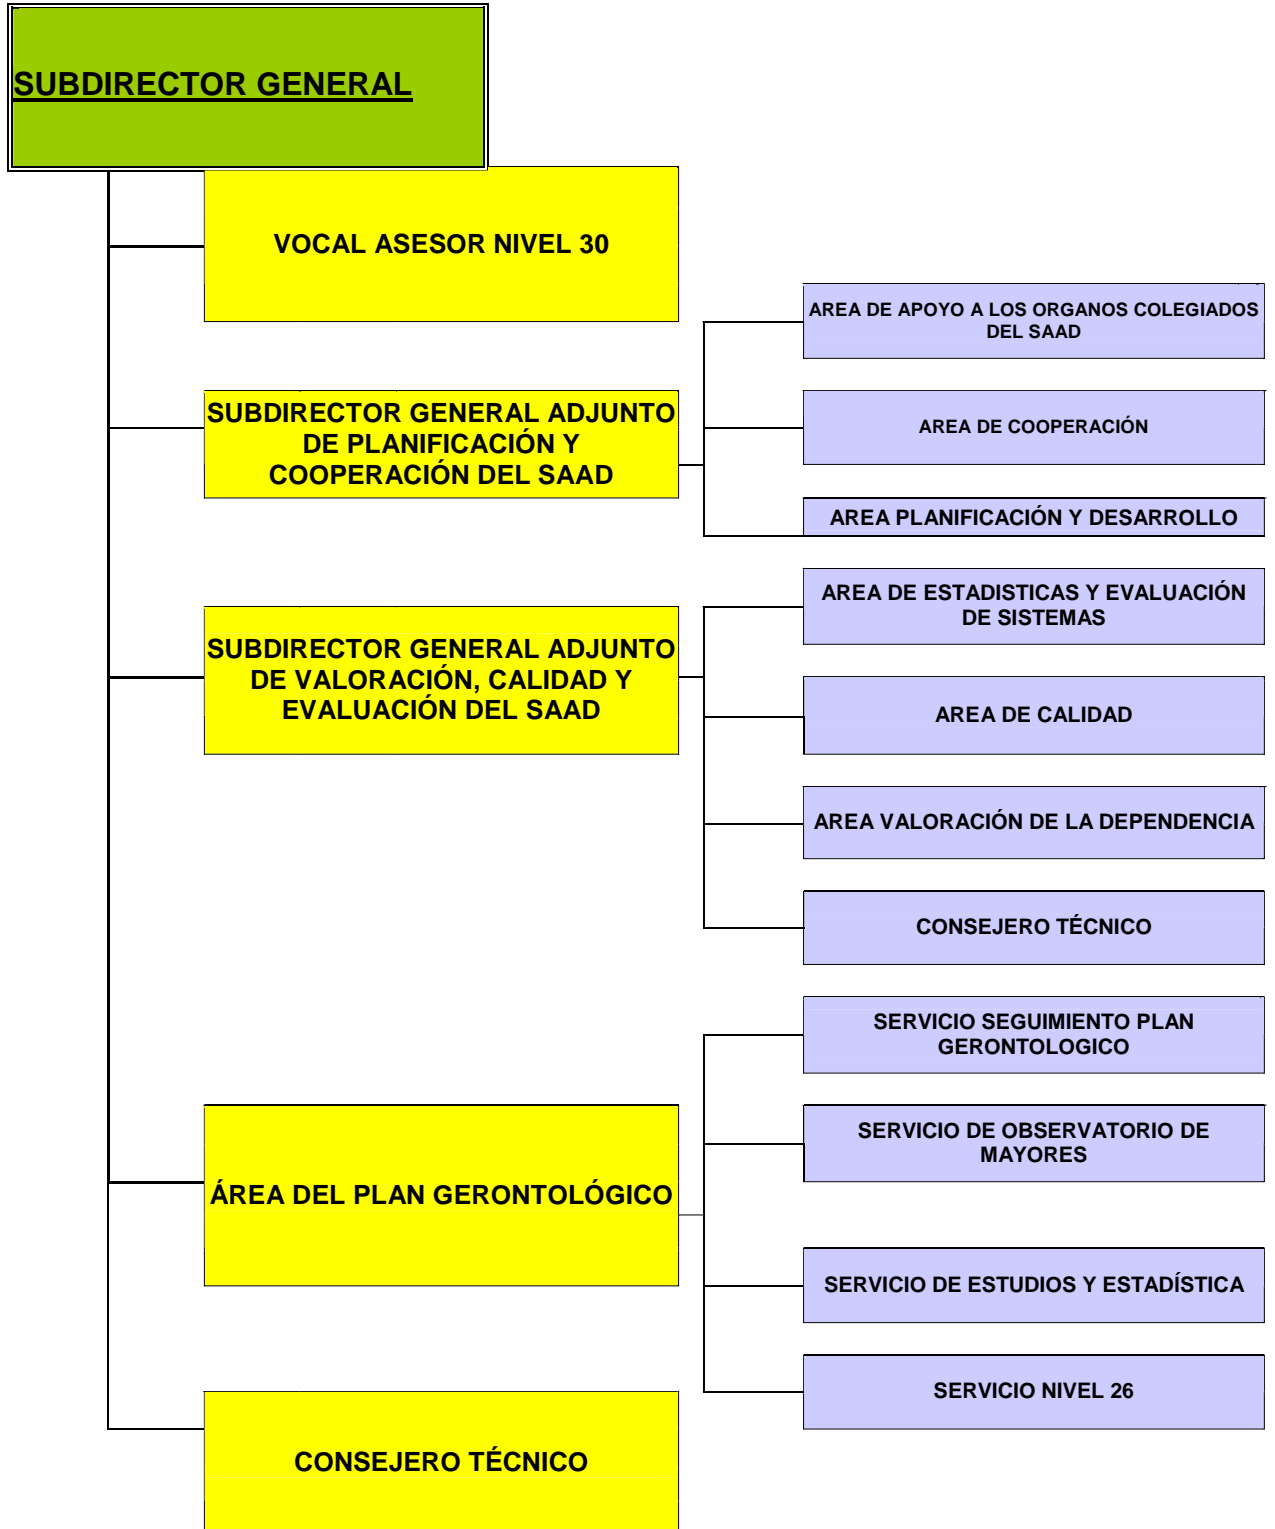 SUBDIRECTOR GENERAL
VOCAL ASESOR NIVEL 30
AREA DE APOYO A LOS ORGANOS COLEGIADOS
DEL SAAD
SUBDIRECTOR GENERAL ADJUNTO
DE PLANIFICACIÓN Y
COOPERACIÓN DEL SAAD
AREA DE COOPERACIÓN
AREA PLANIFICACIÓN Y DESARROLLO
SUBDIRECTOR GENERAL ADJUNTO
DE VALORACIÓN, CALIDAD Y
EVALUACIÓN DEL SAAD
AREA DE ESTADISTICAS Y EVALUACIÓN
DE SISTEMAS
AREA DE CALIDAD
AREA VALORACIÓN DE LA DEPENDENCIA
CONSEJERO TÉCNICO
ÁREA DEL PLAN GERONTOLÓGICO
SERVICIO SEGUIMIENTO PLAN
GERONTOLOGICO
SERVICIO DE OBSERVATORIO DE
MAYORES
SERVICIO DE ESTUDIOS Y ESTADÍSTICA
SERVICIO NIVEL 26
CONSEJERO TÉCNICO